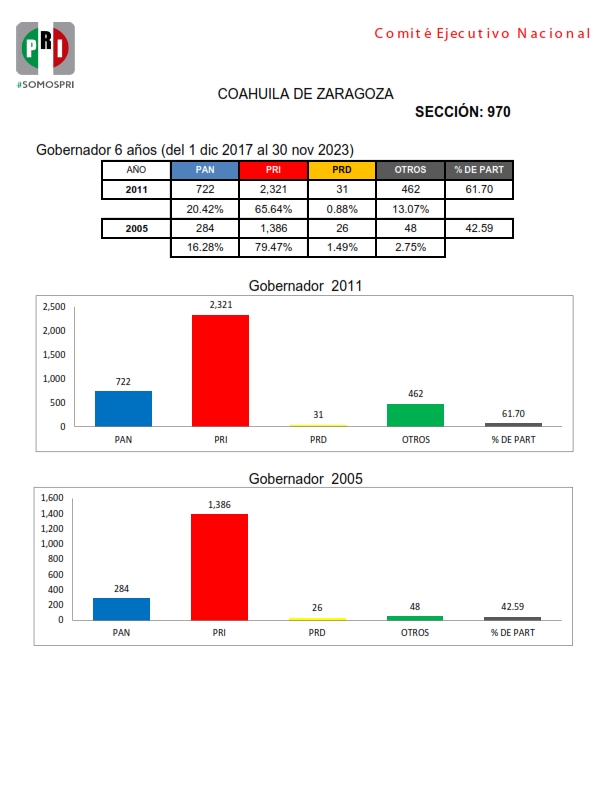 PRI
#SOMOSPRI
Comité Ejecutivo Nacional
COAHUILA DE ZARAGOZA
SECCIÓN: 970
Gobernador 6 años (del 1 dic 2017 al 30 nov 2023)
AÑO PAN PRI PRD OTROS % DE PART
2011 722 2,321 31 462 61.70
20.42% 65.64% 0.88% 13.07%
2005 284 1,386 26 48 42.59
16.28% 79.47% 1.49% 2.75%
Gobernador 2011
2,500
2,000
1,500
1,000
500
0
722 2,321 31 462 61.70
PAN PRI PRD OTROS % DE PART
Gobernador 2005
1,600
1,400
1,200
1,000
800
600
400
200
0
284 1,386 26 48 42.59
PAN PRI PRD OTROS % DE PART